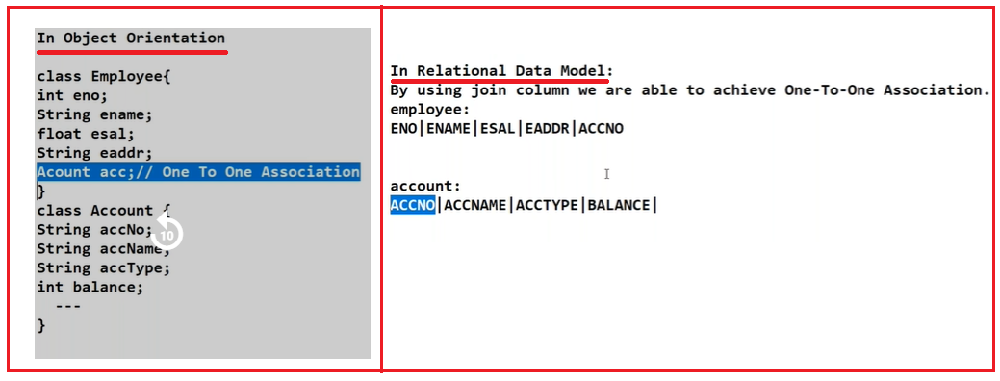 In Object Orientation
class Employee{
int eno;
String ename;
float esal;
String eaddr;
Acount acc;// One To One Association
}
class Account {
String accNo;
10
String accName;
String accType;
int balance;
---
}
In Relational Data Model:
By using join column we are able to achieve One-To-One Association.
employee:
ENO|ENAME|ESAL|EADDR|ACCNO
account:
ACCNO|ACCNAME|ACCTYPE|BALANCE|